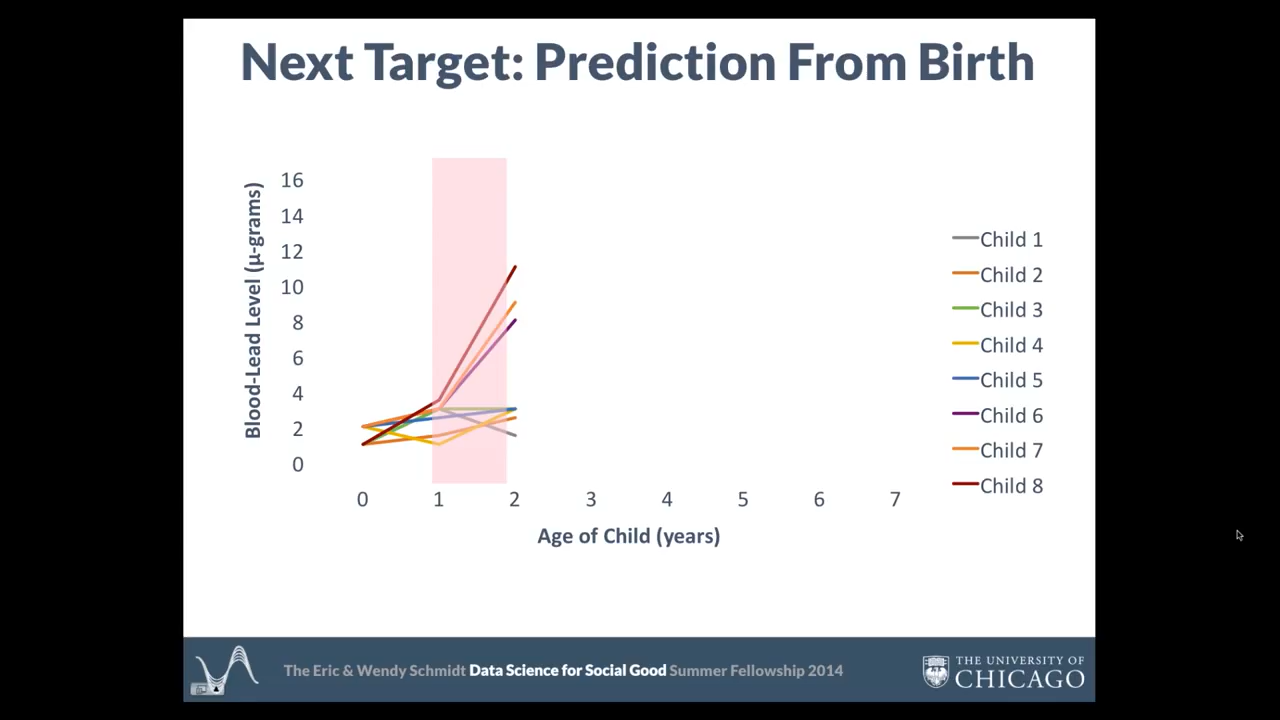 Next Target: Prediction From Birth
Blood-Lead Level (µ-grams)
16
14
12
10
8
6
4
2
0
0 1 2 3 4 5 6 7
Age of Child (years)
Child 1
Child 2
Child 3
Child 4
Child 5
Child 6
Child 7
Child 8
The Eric & Wendy Schmidt Data Science for Social Good Summer Fellowship 2014
THE UNIVERSITY OF
CHICAGO